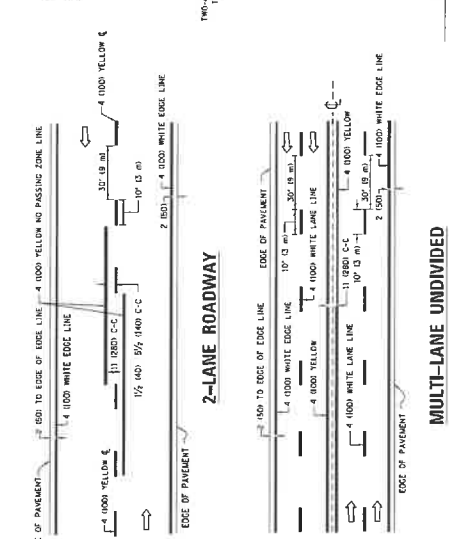 TWO-
2 (50) TO EDGE OF EDGE LINE
4 (100) YELLOW NO PASSING ZONE LINE
OF PAVEMENT
4 (100) WHITE EDGE LINE
4 (100) YELLOW ℄
11 (280) C-C
30' (9 m)
10' (3 m)
1½ (40) 5½ (140) C-C
4 (100) YELLOW ℄
4 (100) WHITE EDGE LINE
2 (50)
EDGE OF PAVEMENT
2-LANE ROADWAY
2 (50) TO EDGE OF EDGE LINE
EDGE OF PAVEMENT
4 (100) WHITE EDGE LINE
10' (3 m)
30' (9 m)
4 (100) WHITE LANE LINE
4 (100) YELLOW
℄
4 (100) YELLOW
11 (280) C-C
4 (100) WHITE LANE LINE
10' (3 m)
30' (9 m)
2 (50)
4 (100) WHITE EDGE LINE
EDGE OF PAVEMENT
MULTI-LANE UNDIVIDED